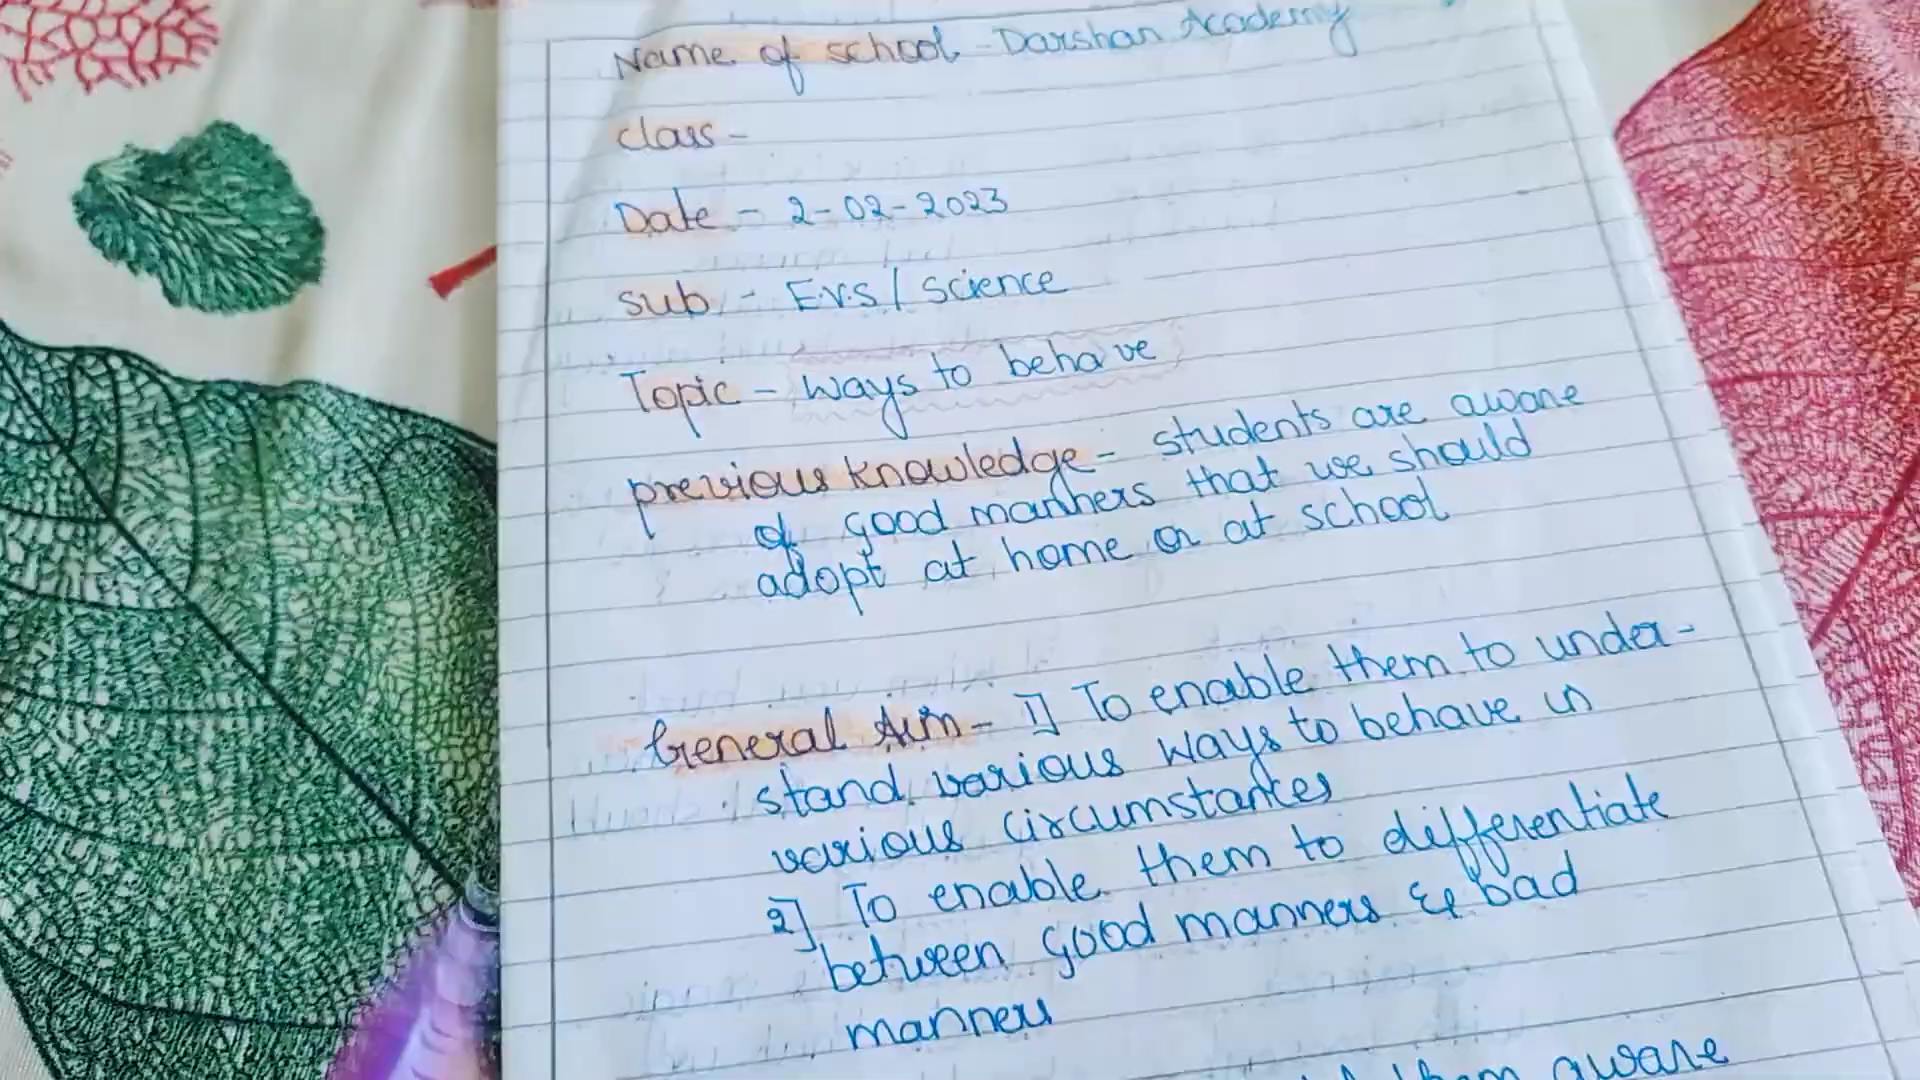 Name of school - Darshan Academy
class -
Date - 2-02-2023
sub - E.V.S / Science
Topic - Ways to behave
previous knowledge - students are aware
of good manners that we should
adopt at home or at school
General Aim - 1] To enable them to under-
stand various ways to behave in
various circumstances
2] To enable them to differentiate
between good manners & bad
manners
them aware